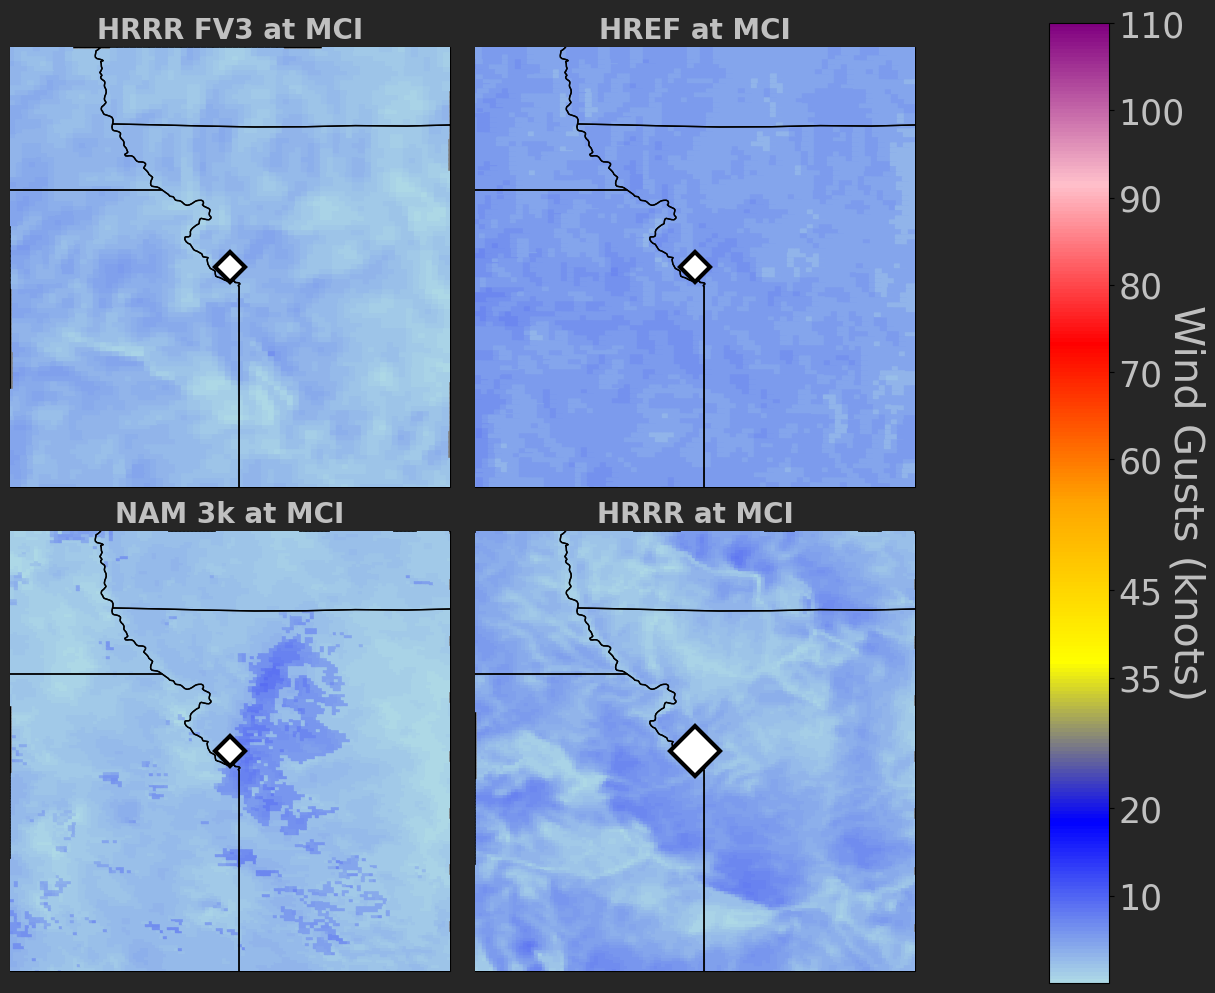 HRRR FV3 at MCI
HREF at MCI
NAM 3k at MCI
HRRR at MCI
110
100
90
80
70
60
45
35
20
10
Wind Gusts (knots)